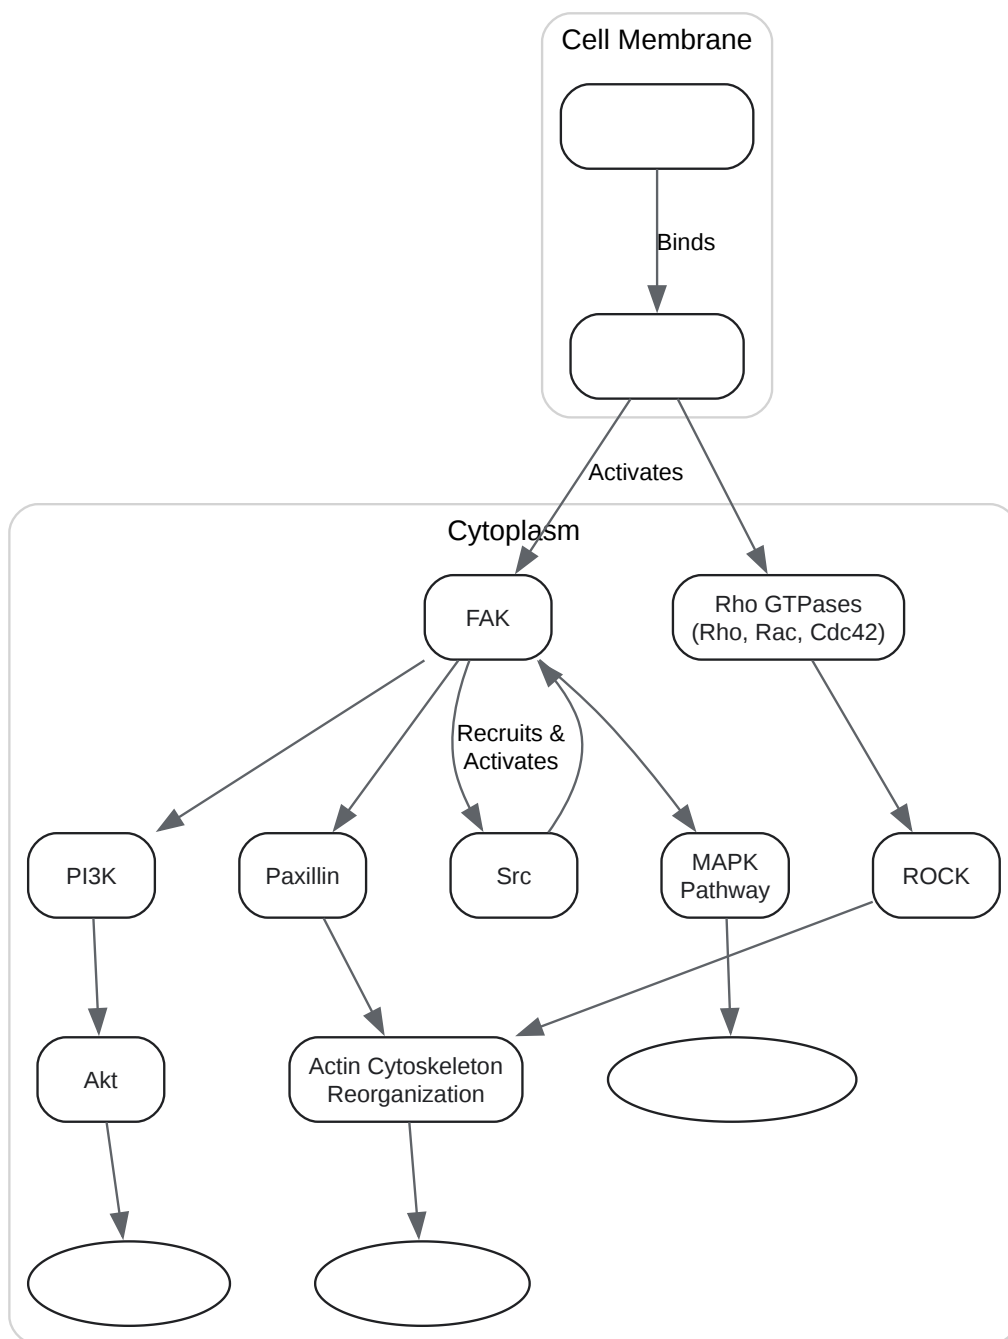 Cell Membrane
Binds
Activates
Cytoplasm
FAK
Rho GTPases
(Rho, Rac, Cdc42)
Recruits &
Activates
PI3K
Paxillin
Src
MAPK
Pathway
ROCK
Akt
Actin Cytoskeleton
Reorganization